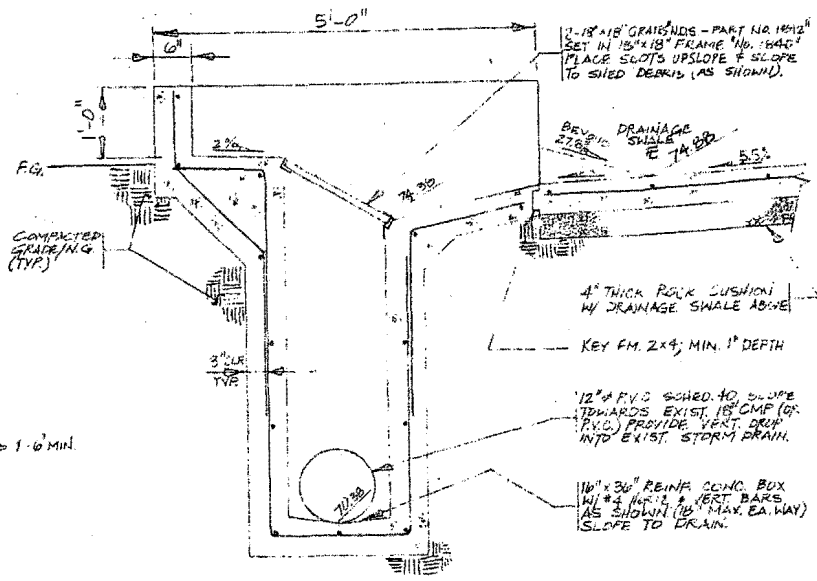 5'-0"
6"
1'-0"
2%
F.G.
74.38
COMPACTED
GRADE/N.G.
(TYP.)
3" CLR
TYP.
1'-6" MIN.
70.38
2-18"x18" - PART NO.
SET IN 18"x18" FRAME NO. 1840
PLACE SLOTS UPSLOPE & SLOPE
TO SHED DEBRIS (AS SHOWN).
DRAINAGE
SWALE
74.88
5.5%
4" THICK ROCK CUSHION
W/ DRAINAGE SWALE ABOVE
KEY FM. 2x4; MIN. 1" DEPTH
12"ø P.V.C SCHED. 40, SLOPE
TOWARDS EXIST. 18" CMP (OR
P.V.C.) PROVIDE VERT. DROP
INTO EXIST. STORM DRAIN.
16"x36" REINF. CONC. BOX
W/ #4 & VERT. BARS
AS SHOWN (18" MAX. EA. WAY)
SLOPE TO DRAIN.